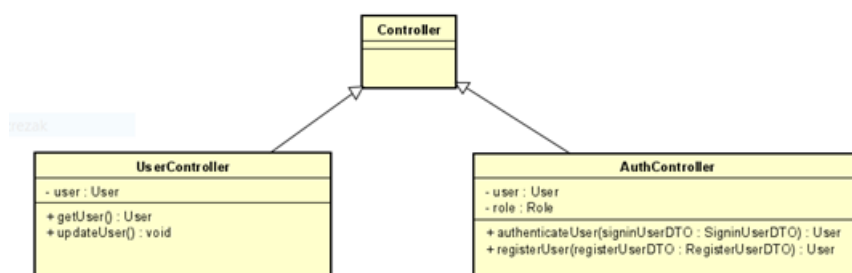 Controller
rezak
UserController
- user : User
+ getUser() : User
+ updateUser() : void
AuthController
- user : User
- role : Role
+ authenticateUser(signinUserDTO : SigninUserDTO) : User
+ registerUser(registerUserDTO : RegisterUserDTO) : User